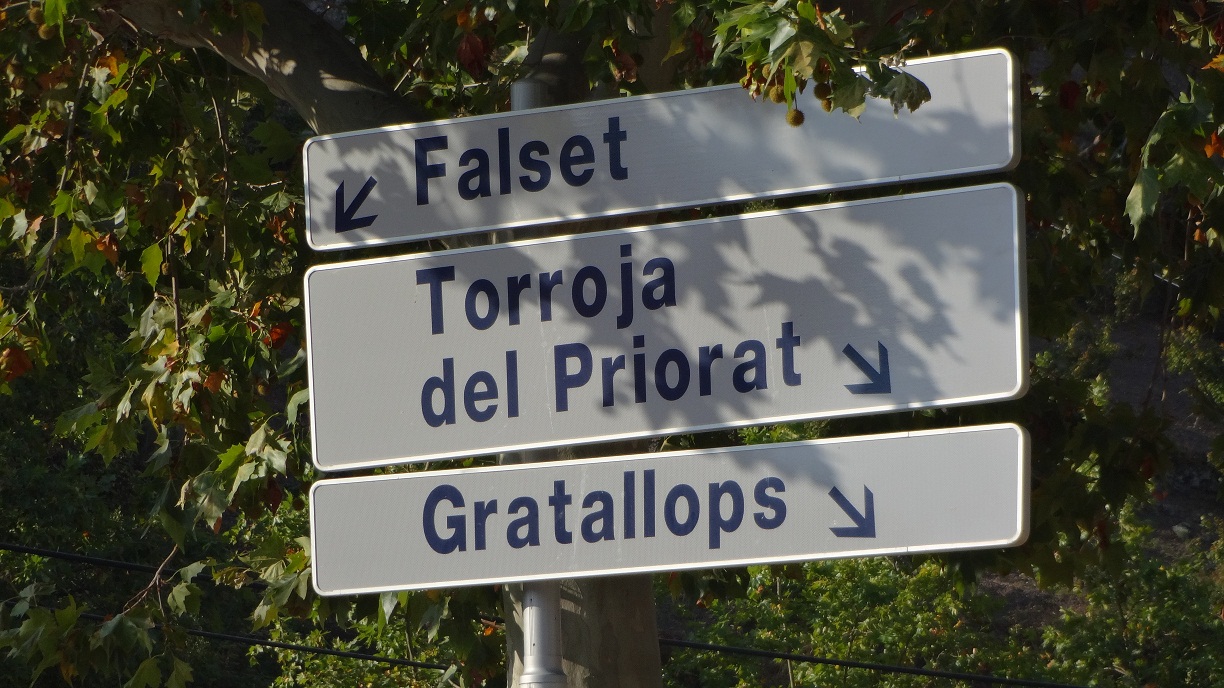 Falset
Torroja
del Priorat
Gratallops